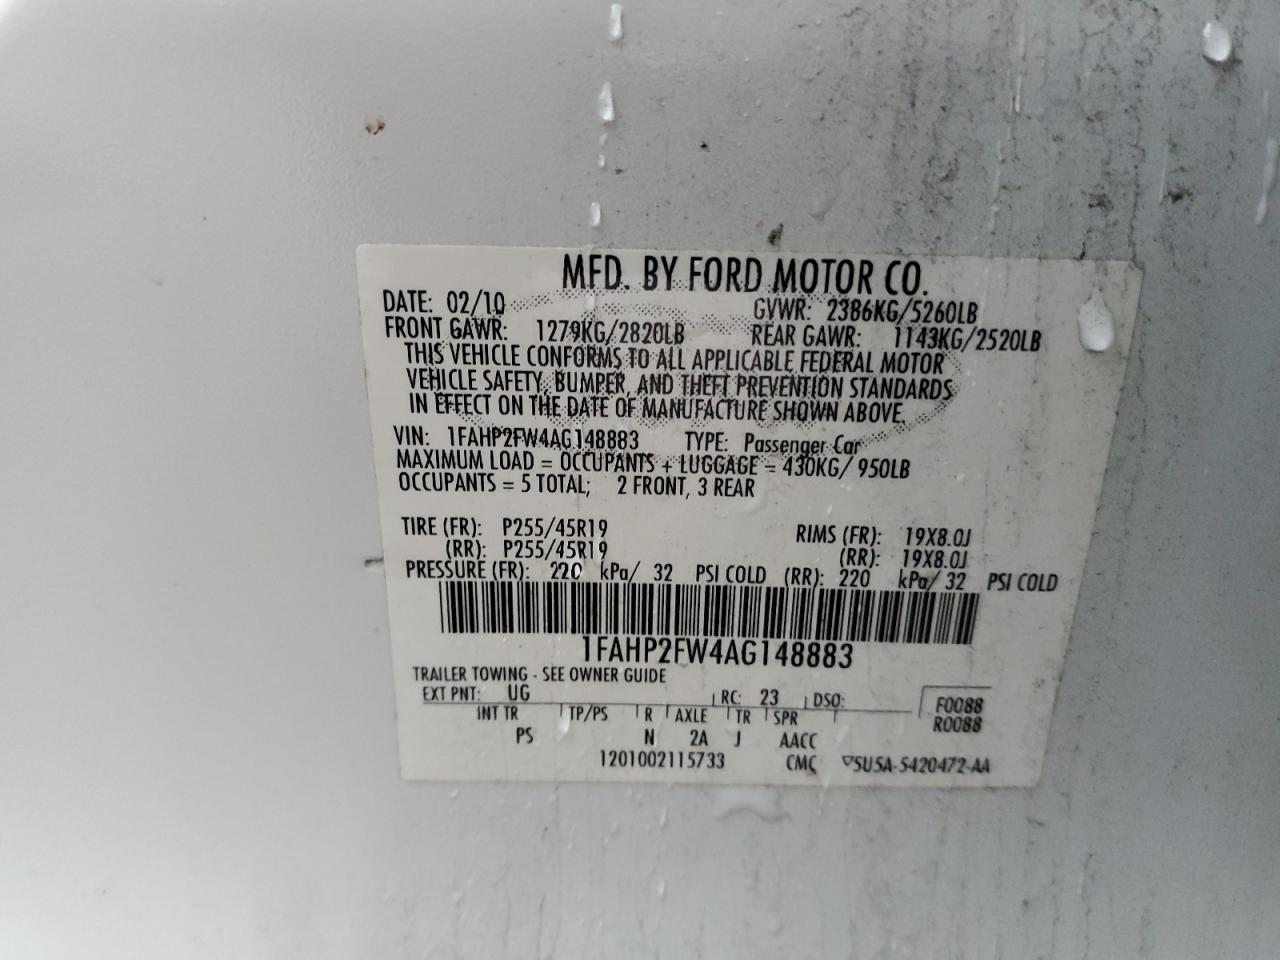 MFD. BY FORD MOTOR CO.
DATE: 02/10 GVWR: 2386KG/5260LB
FRONT GAWR: 1279KG/2820LB REAR GAWR: 1143KG/2520LB
THIS VEHICLE CONFORMS TO ALL APPLICABLE FEDERAL MOTOR
VEHICLE SAFETY, BUMPER, AND THEFT PREVENTION STANDARDS
IN EFFECT ON THE DATE OF MANUFACTURE SHOWN ABOVE.
VIN: 1FAHP2FW4AG148883 TYPE: Passenger Car
MAXIMUM LOAD = OCCUPANTS + LUGGAGE = 430KG/ 950LB
OCCUPANTS = 5 TOTAL; 2 FRONT, 3 REAR
TIRE (FR): P255/45R19 RIMS (FR): 19X8.0J
(RR): P255/45R19 (RR): 19X8.0J
PRESSURE (FR): 220 kPa/ 32 PSI COLD (RR): 220 kPa/ 32 PSI COLD
1FAHP2FW4AG148883
TRAILER TOWING - SEE OWNER GUIDE
EXT PNT: UG RC: 23 DSO: F0088
INT TR TP/PS R AXLE TR SPR R0088
PS N 2A J AACC
1201002115733 CMC ▽5U5A-5420472-AA